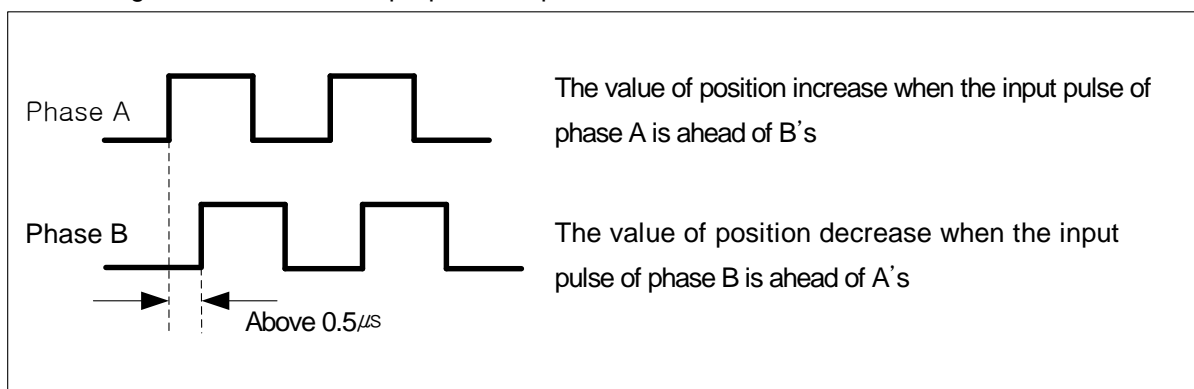 Phase A
The value of position increase when the input pulse of
phase A is ahead of B's
Phase B
The value of position decrease when the input
pulse of phase B is ahead of A's
Above 0.5㎲